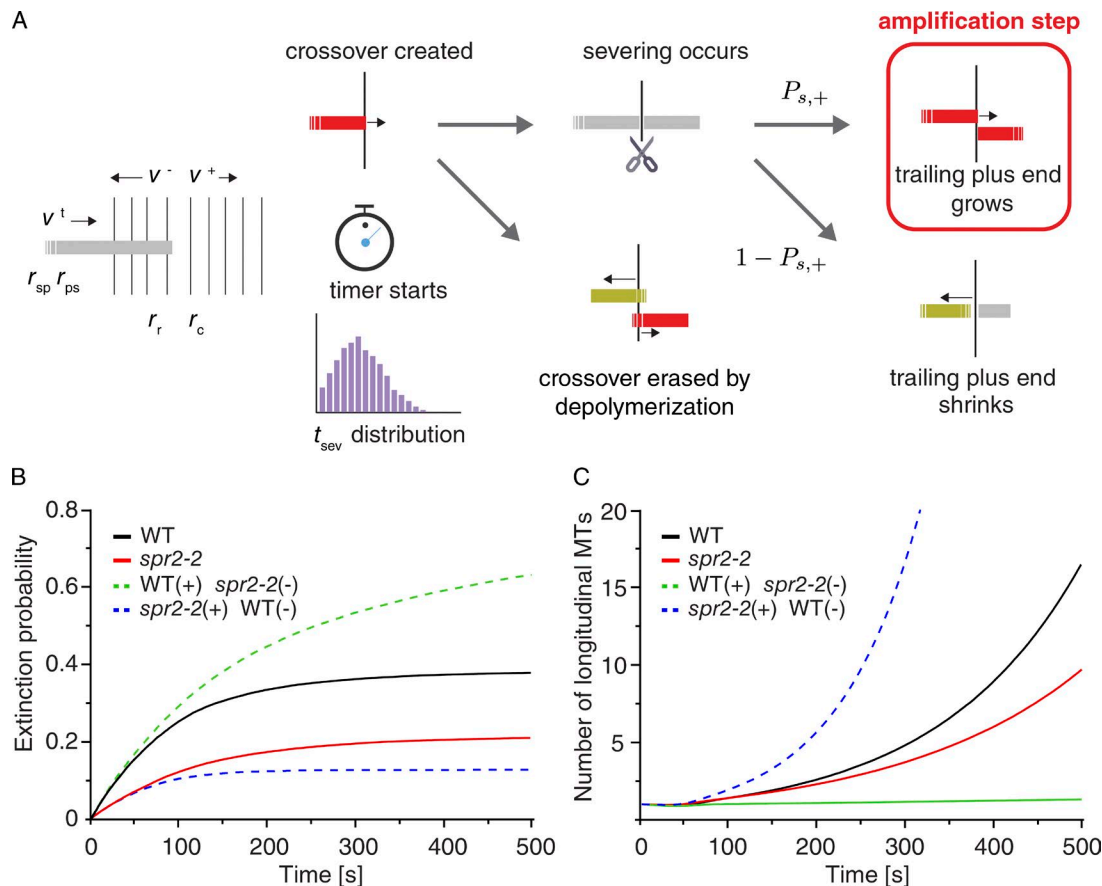 A
crossover created
severing occurs
amplification step
P s,+
trailing plus end
grows
v - v +
v t
r sp r ps
r r r c
timer starts
t sev distribution
crossover erased by
depolymerization
1 − P s,+
trailing plus end
shrinks
B
Extinction probability
0.8
0.6
0.4
0.2
0
WT
spr2-2
WT(+) spr2-2(-)
spr2-2(+) WT(-)
0 100 200 300 400 500
Time [s]
C
Number of longitudinal MTs
20
15
10
5
WT
spr2-2
WT(+) spr2-2(-)
spr2-2(+) WT(-)
0 100 200 300 400 500
Time [s]